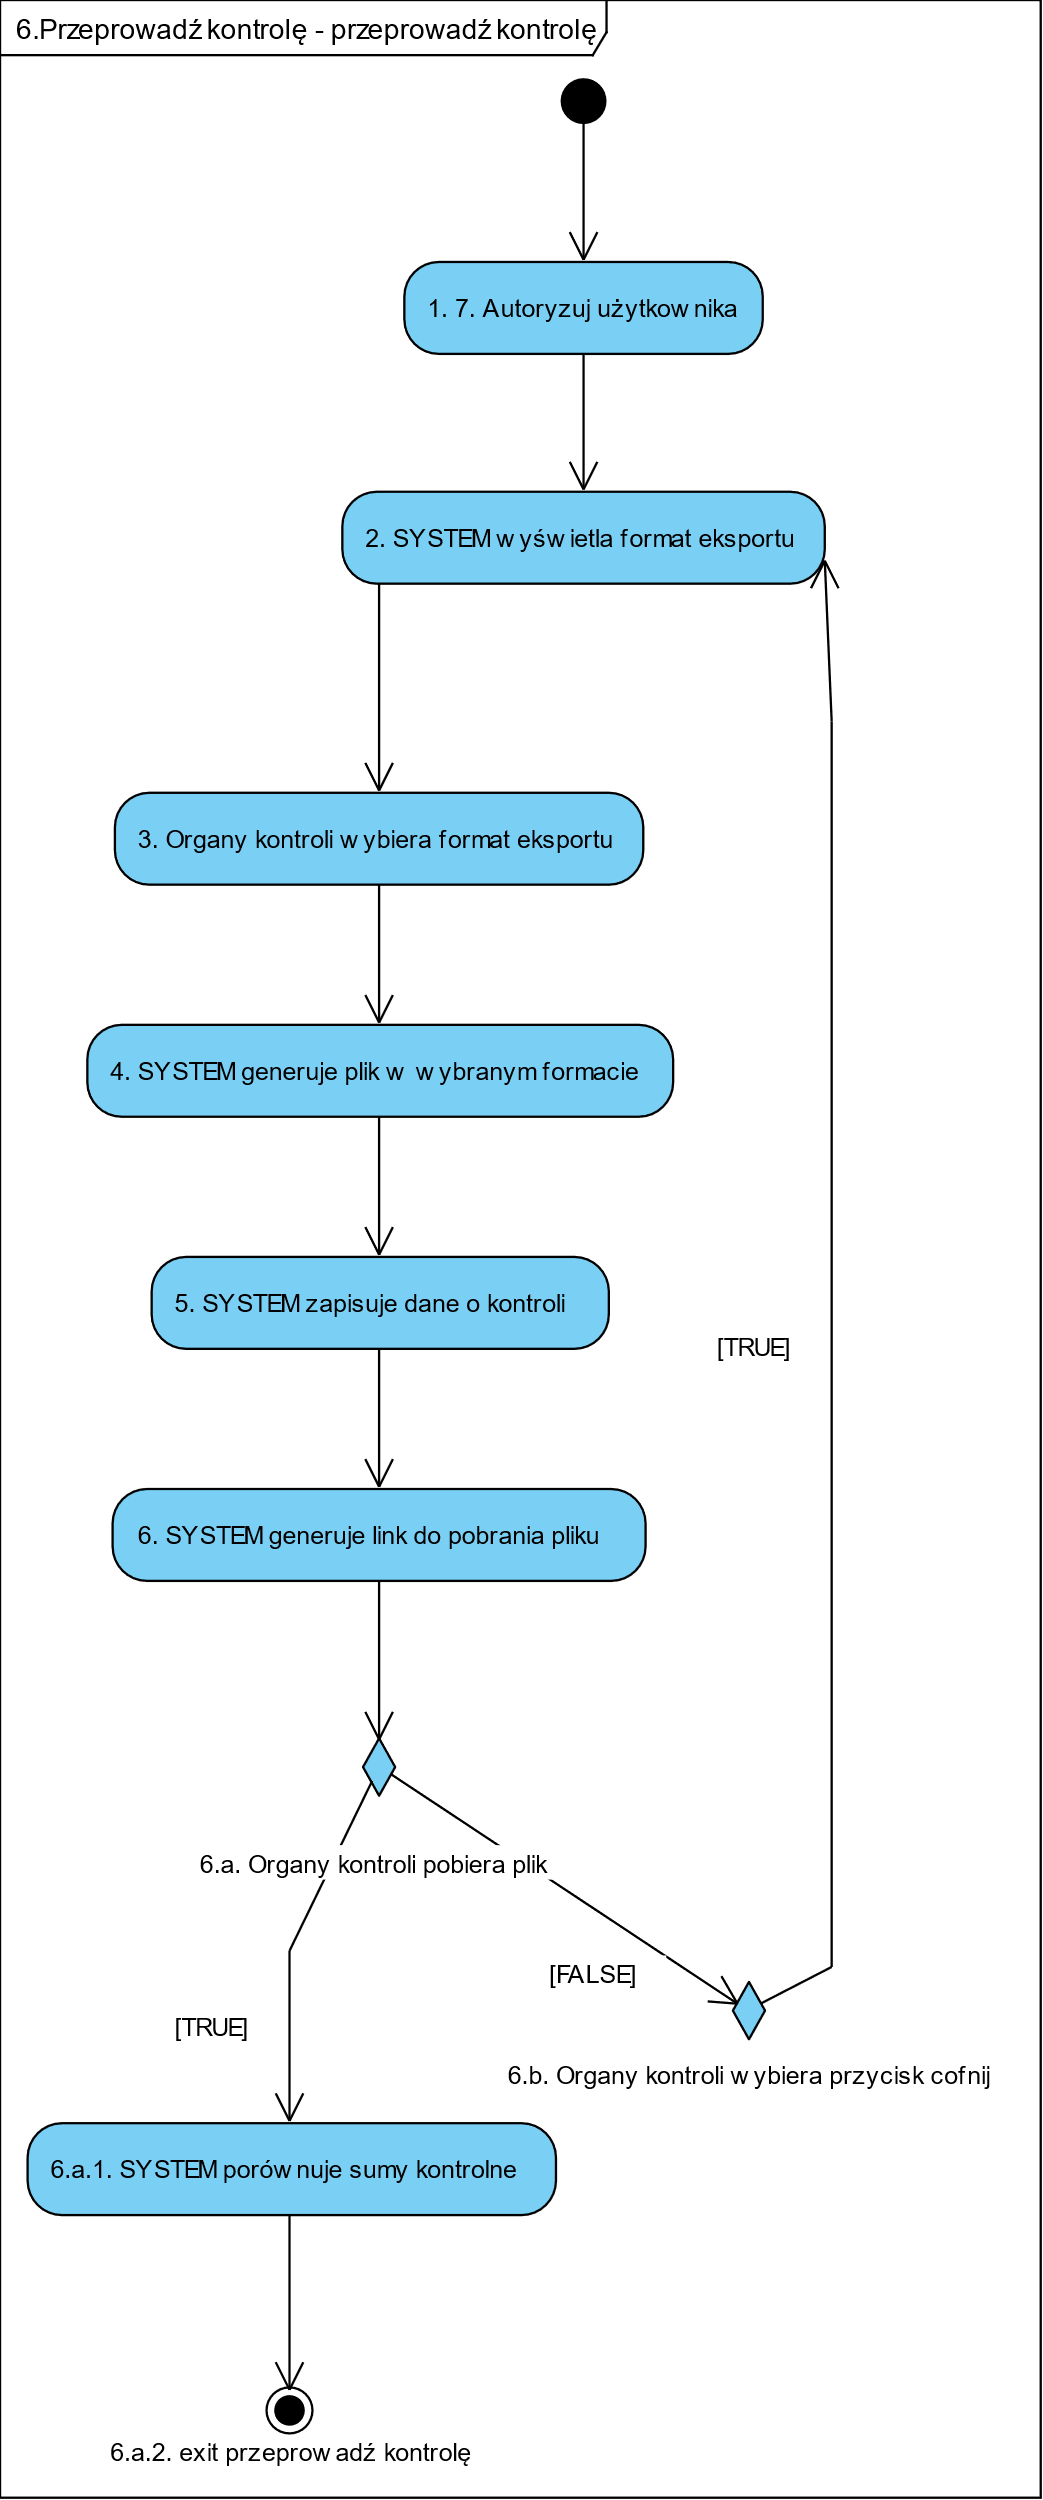 6.Przeprowadź kontrolę - przeprowadź kontrolę
1. 7. Autoryzuj użytkownika
2. SYSTEM wyświetla format eksportu
3. Organy kontroli wybiera format eksportu
4. SYSTEM generuje plik w wybranym formacie
5. SYSTEM zapisuje dane o kontroli
[TRUE]
6. SYSTEM generuje link do pobrania pliku
6.a. Organy kontroli pobiera plik
[FALSE]
[TRUE]
6.b. Organy kontroli wybiera przycisk cofnij
6.a.1. SYSTEM porównuje sumy kontrolne
6.a.2. exit przeprowadź kontrolę